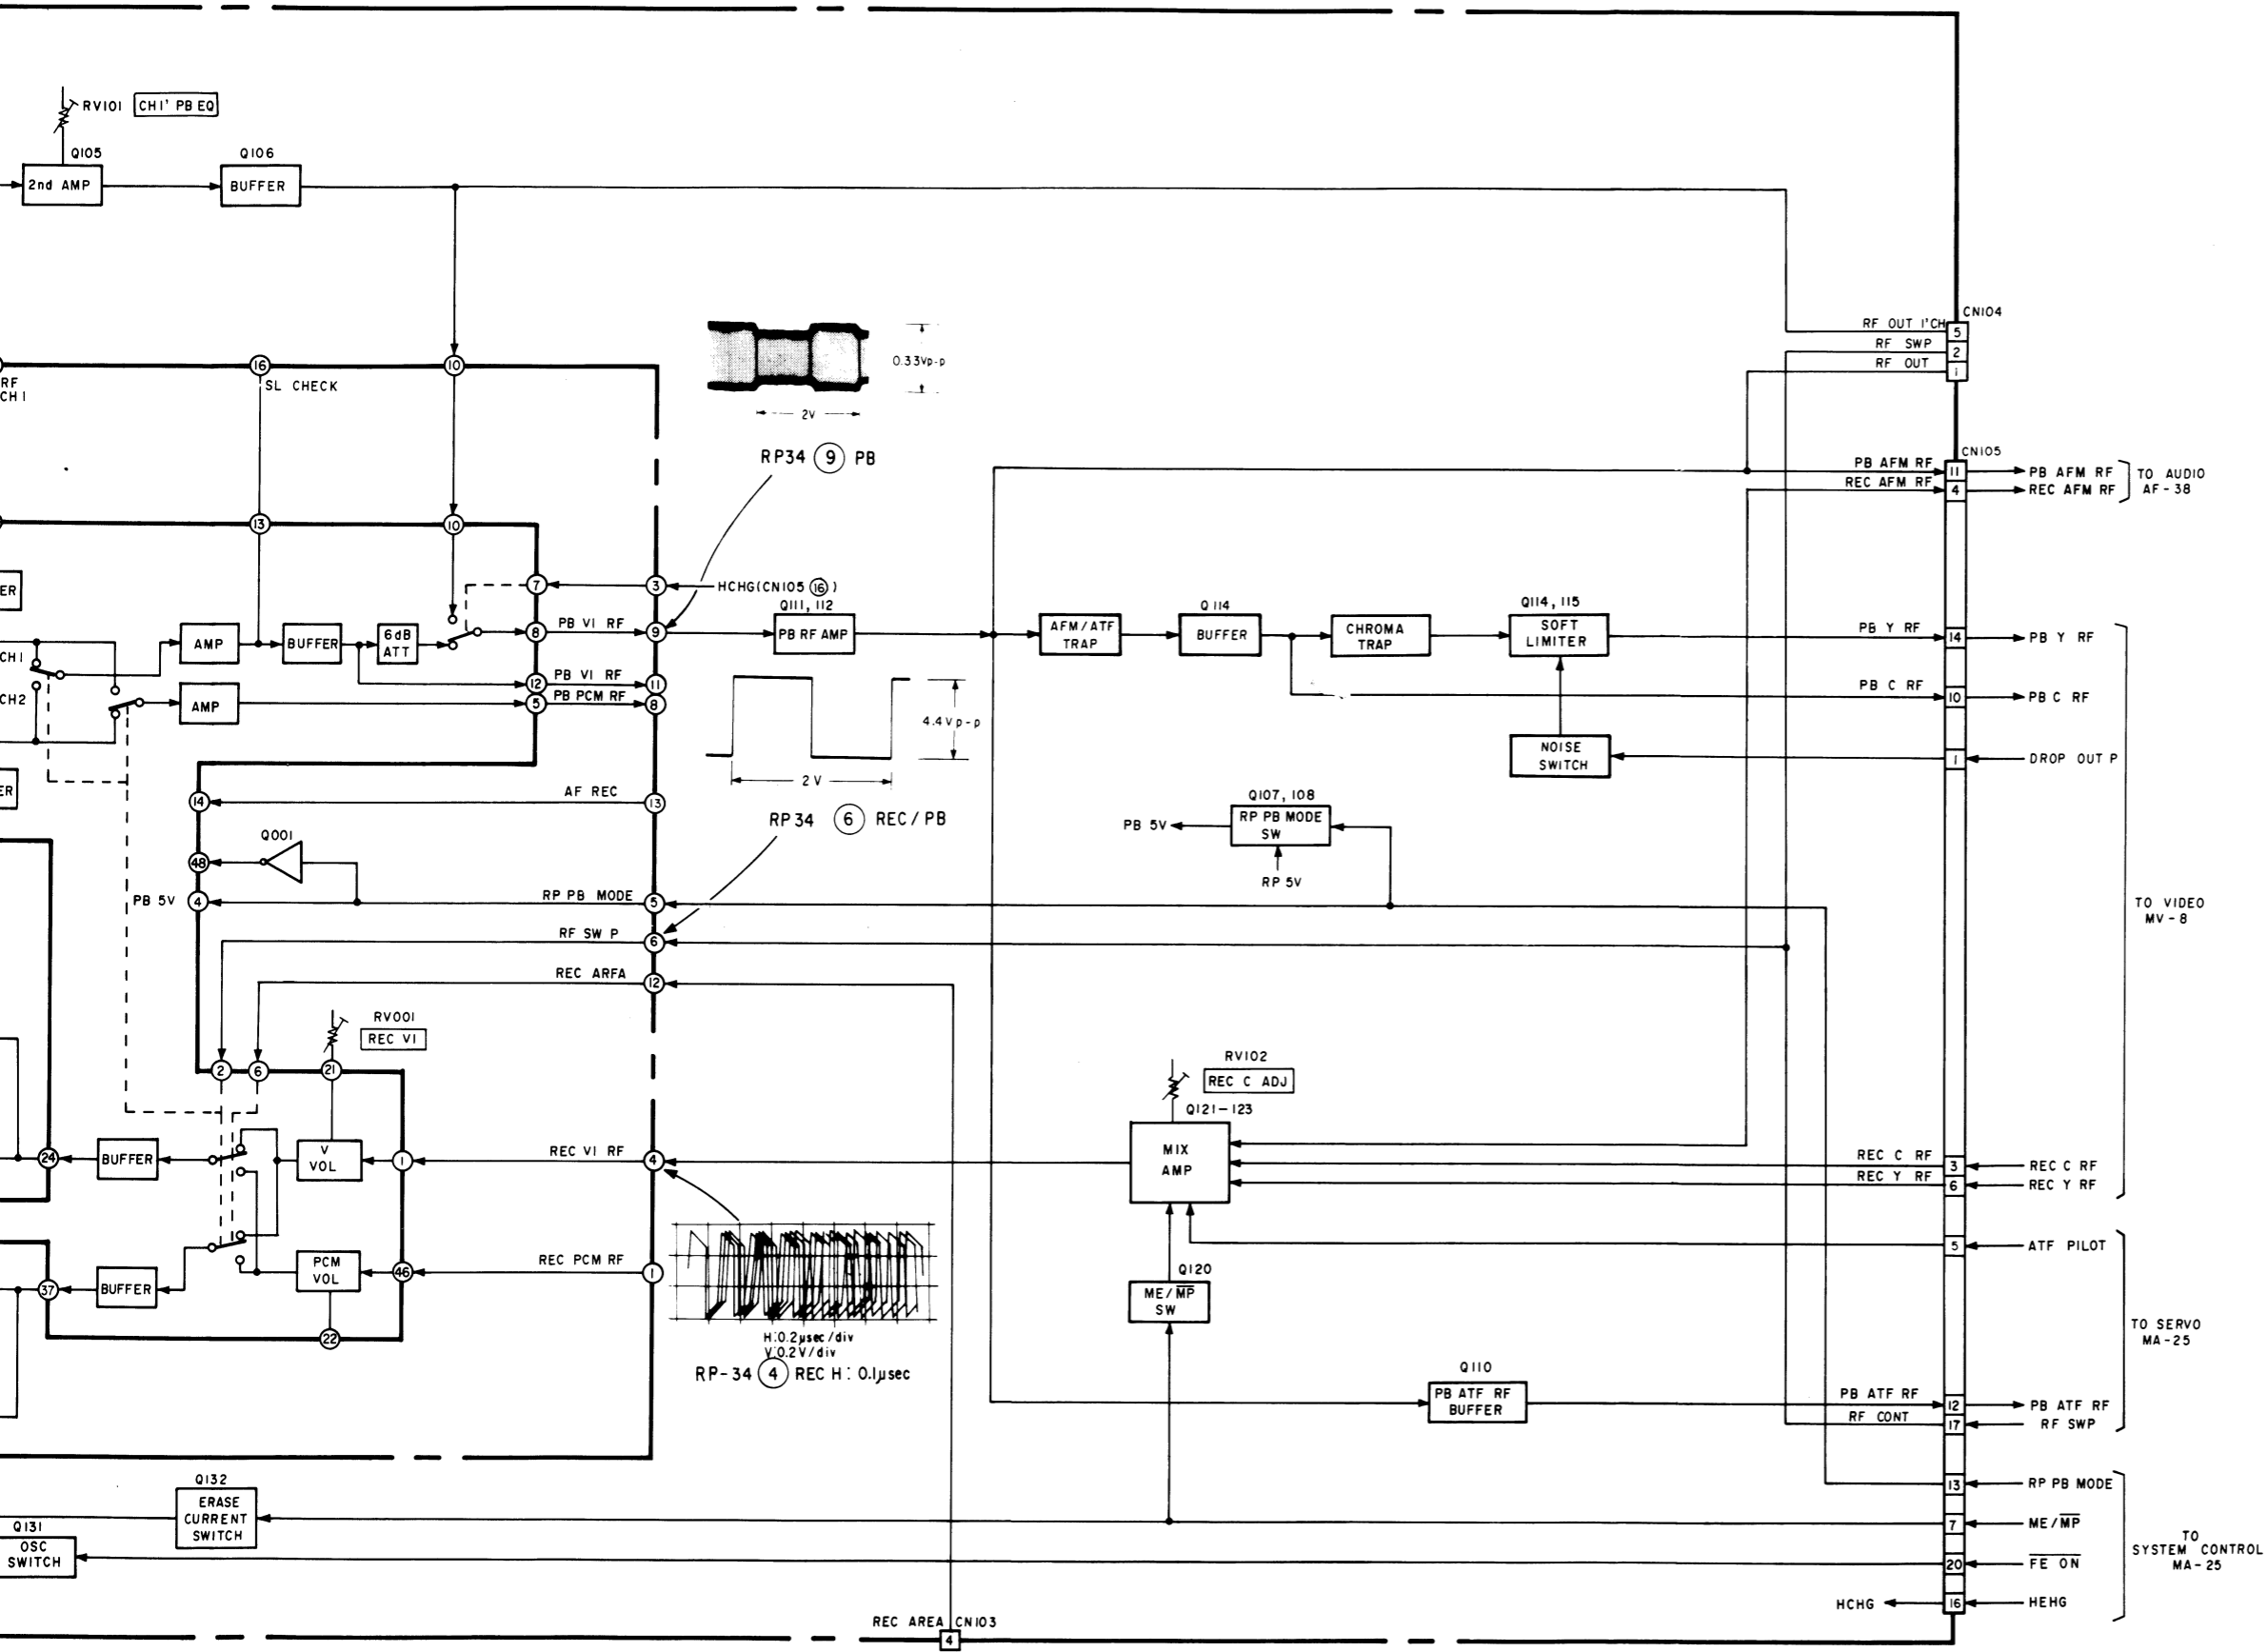 RV101 CH1' PB EQ
Q105
2nd AMP
Q106
BUFFER
CN104
RF OUT 1'CH 5
RF SWP 2
RF OUT 1
RF
CH1
16
SL CHECK
10
0.33Vp-p
2V
RP34 9 PB
CN105
PB AFM RF 11 PB AFM RF
REC AFM RF 4 REC AFM RF
TO AUDIO
AF-38
13
10
ER
7
3 HCHG(CN105 16)
CH1
CH2
AMP
BUFFER
6dB
ATT
8 PB VI RF 9
12 PB VI RF 11
5 PB PCM RF 8
AMP
Q111, 112
PB RF AMP
AFM/ATF
TRAP
Q114
BUFFER
CHROMA
TRAP
Q114, 115
SOFT
LIMITER
PB Y RF 14 PB Y RF
PB C RF 10 PB C RF
NOISE
SWITCH
1 DROP OUT P
4.4Vp-p
2V
ER
14 AF REC 13
RP34 6 REC/PB
Q107, 108
RP PB MODE
SW
PB 5V
RP 5V
Q001
48
PB 5V 4 RP PB MODE 5
RF SW P 6
REC ARFA 12
TO VIDEO
MV-8
RV001
REC VI
2 6 21
RV102
REC C ADJ
Q121-123
MIX
AMP
24 BUFFER
V
VOL
1 REC VI RF 4
REC C RF 3 REC C RF
REC Y RF 6 REC Y RF
5 ATF PILOT
37 BUFFER
PCM
VOL
46 REC PCM RF 1
22
H:0.2μsec/div
V:0.2V/div
RP-34 4 REC H: 0.1μsec
Q120
ME/MP
SW
TO SERVO
MA-25
Q110
PB ATF RF
BUFFER
PB ATF RF 12 PB ATF RF
RF CONT 17 RF SWP
Q132
ERASE
CURRENT
SWITCH
Q131
OSC
SWITCH
13 RP PB MODE
7 ME/MP
20 FE ON
HCHG 16 HEHG
TO
SYSTEM CONTROL
MA-25
REC AREA CN103
4